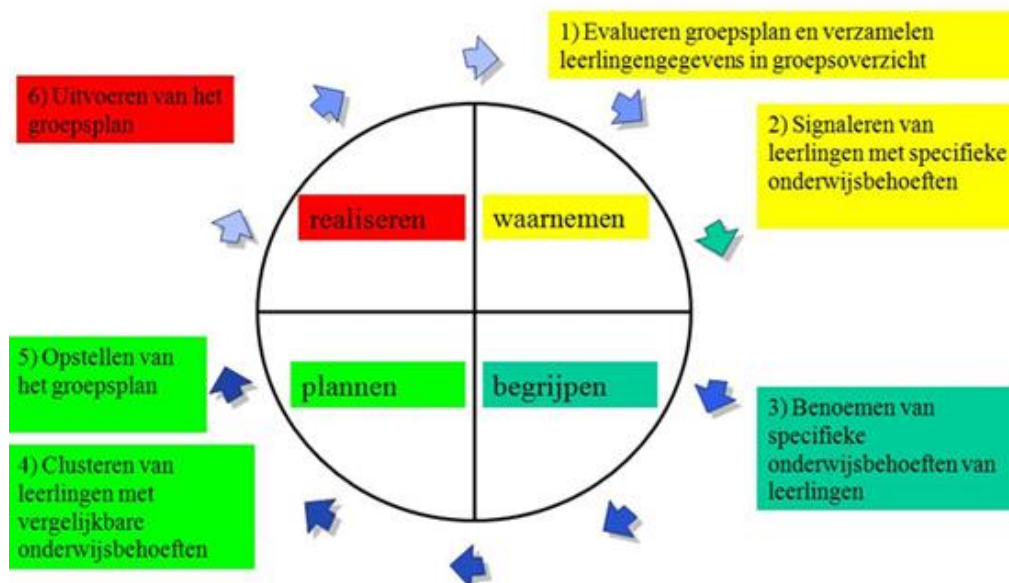 1) Evalueren groepsplan en verzamelen
leerlingengegevens in groepsoverzicht
2) Signaleren van
leerlingen met specifieke
onderwijsbehoeften
3) Benoemen van
specifieke
onderwijsbehoeften van
leerlingen
4) Clusteren van
leerlingen met
vergelijkbare
onderwijsbehoeften
5) Opstellen van
het groepsplan
6) Uitvoeren van het
groepsplan
realiseren
waarnemen
plannen
begrijpen